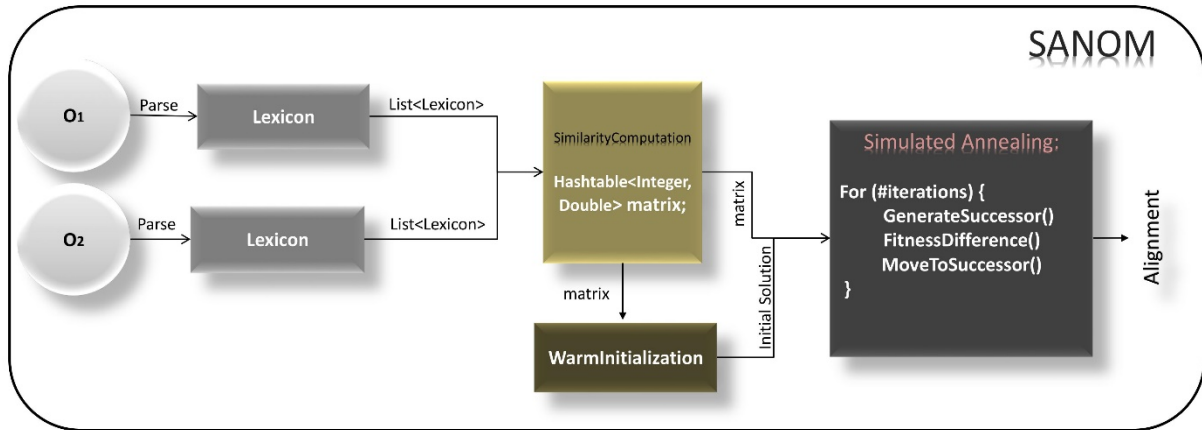 SANOM
O1
Parse
Lexicon
List<Lexicon>
O2
Parse
Lexicon
List<Lexicon>
SimilarityComputation
Hashtable<Integer,
Double> matrix;
matrix
matrix
WarmInitialization
Initial Solution
Simulated Annealing;
For (#iterations) {
GenerateSuccessor()
FitnessDifference()
MoveToSuccessor()
}
Alignment